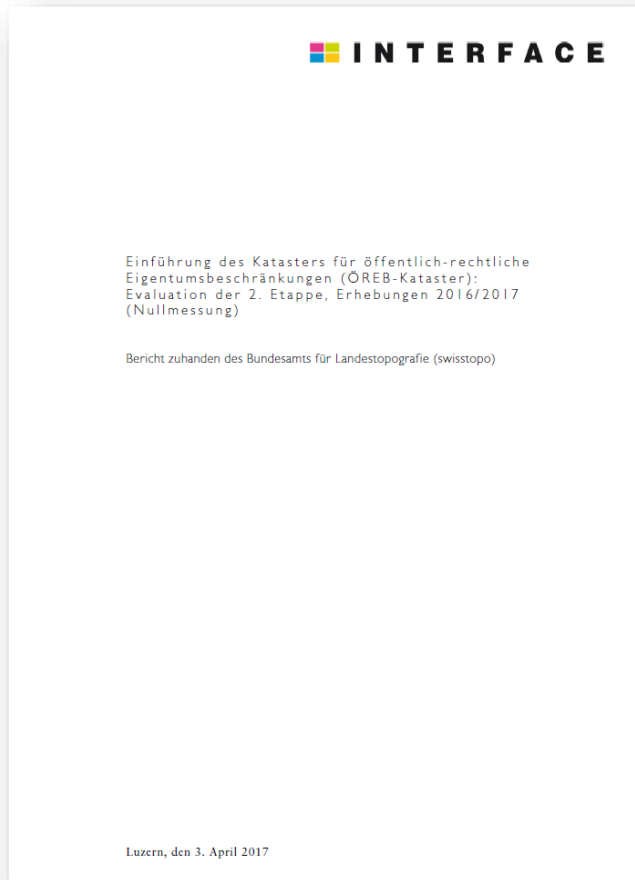 INTERFACE
Einführung des Katasters für öffentlich-rechtliche
Eigentumsbeschränkungen (ÖREB-Kataster):
Evaluation der 2. Etappe, Erhebungen 2016/2017
(Nullmessung)
Bericht zuhanden des Bundesamts für Landestopografie (swisstopo)
Luzern, den 3. April 2017